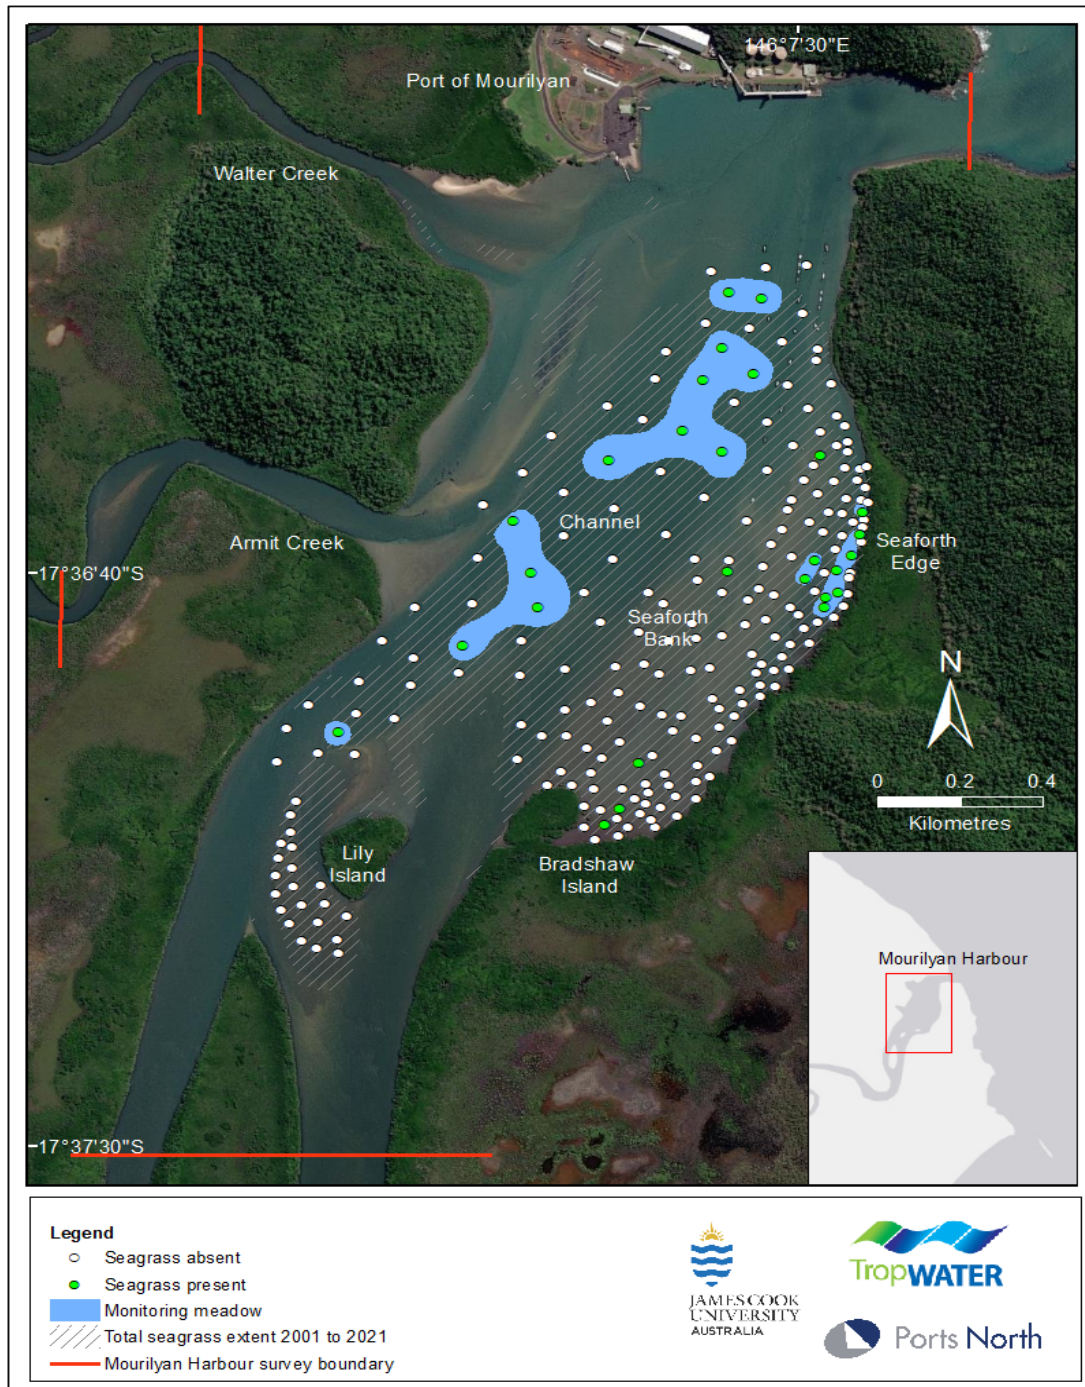 146°7'30"E
Port of Mourilyan
Walter Creek
Channel
Armit Creek
Seaforth
Edge
17°36'40"S
Seaforth
Bank
N
0 0.2 0.4
Kilometres
Lily
Island
Bradshaw
Island
Mourilyan Harbour
17°37'30"S
Legend
Seagrass absent
Seagrass present
Monitoring meadow
Total seagrass extent 2001 to 2021
Mourilyan Harbour survey boundary
JAMES COOK
UNIVERSITY
AUSTRALIA
TropWATER
Ports North